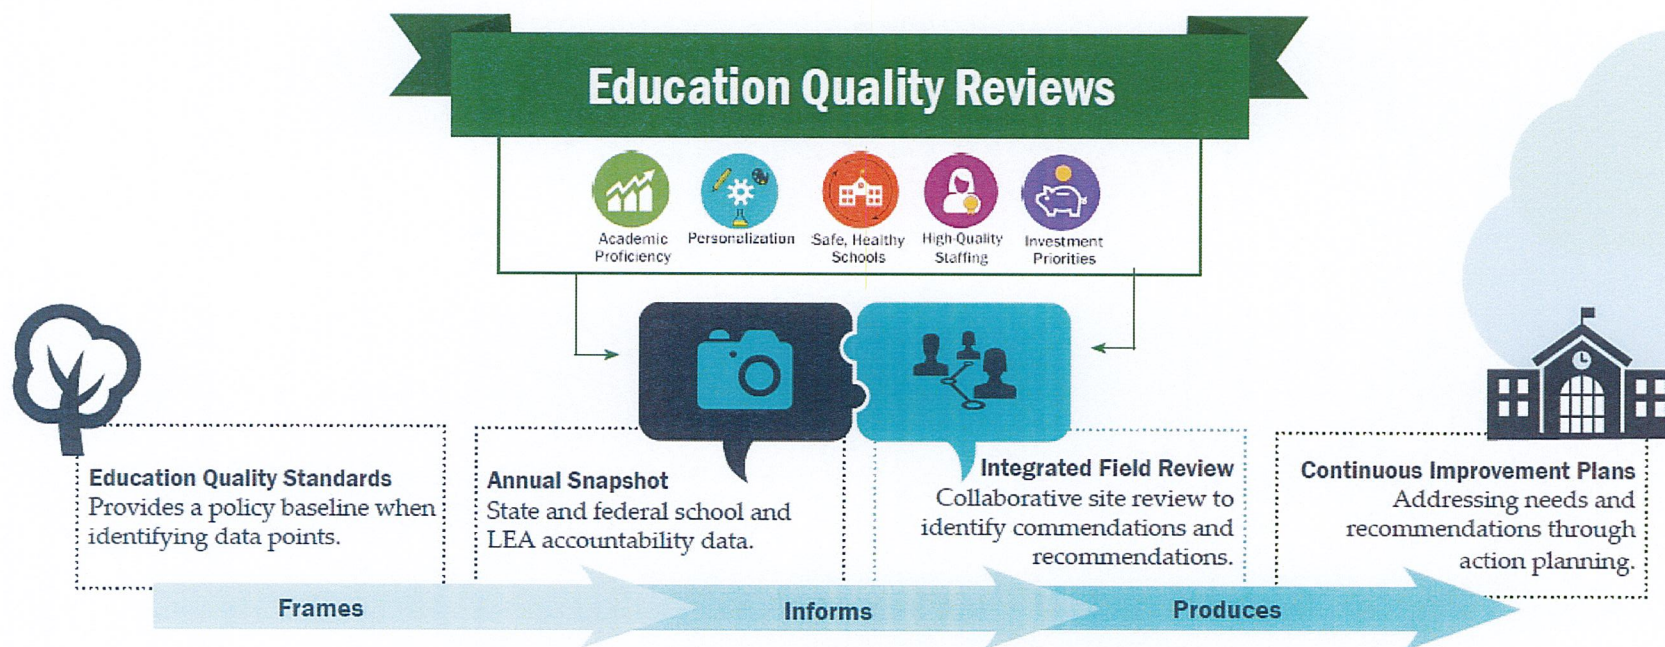 Education Quality Reviews
Academic
Proficiency
Personalization
Safe, Healthy
Schools
High-Quality
Staffing
Investment
Priorities
Education Quality Standards
Provides a policy baseline when
identifying data points.
Annual Snapshot
State and federal school and
LEA accountability data.
Integrated Field Review
Collaborative site review to
identify commendations and
recommendations.
Continuous Improvement Plans
Addressing needs and
recommendations through
action planning.
Frames
Informs
Produces